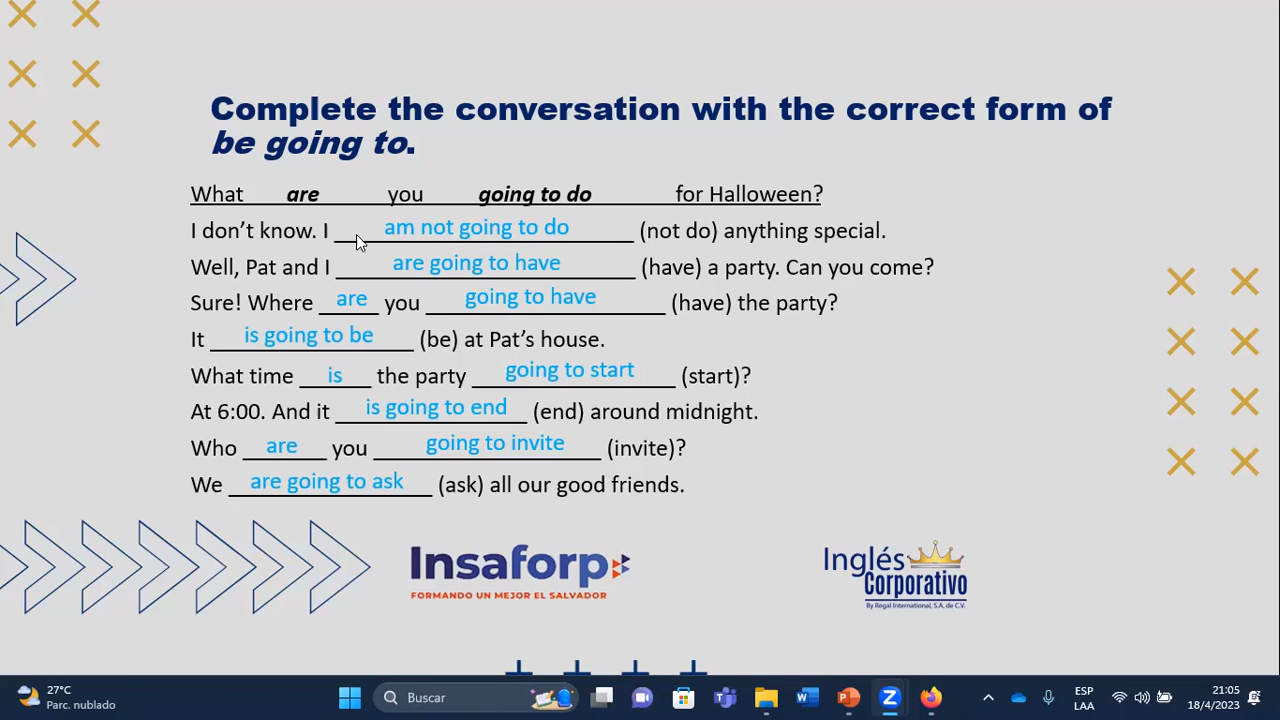 Complete the conversation with the correct form of
be going to.
What are you going to do for Halloween?
I don't know. I am not going to do (not do) anything special.
Well, Pat and I are going to have (have) a party. Can you come?
Sure! Where are you going to have (have) the party?
It is going to be (be) at Pat's house.
What time is the party going to start (start)?
At 6:00. And it is going to end (end) around midnight.
Who are you going to invite (invite)?
We are going to ask (ask) all our good friends.
Insaforp
FORMANDO UN MEJOR EL SALVADOR
Inglés
Corporativo
By Regal International, S.A. de C.V.
27°C
Parc. nublado
Buscar
ESP
LAA
21:05
18/4/2023